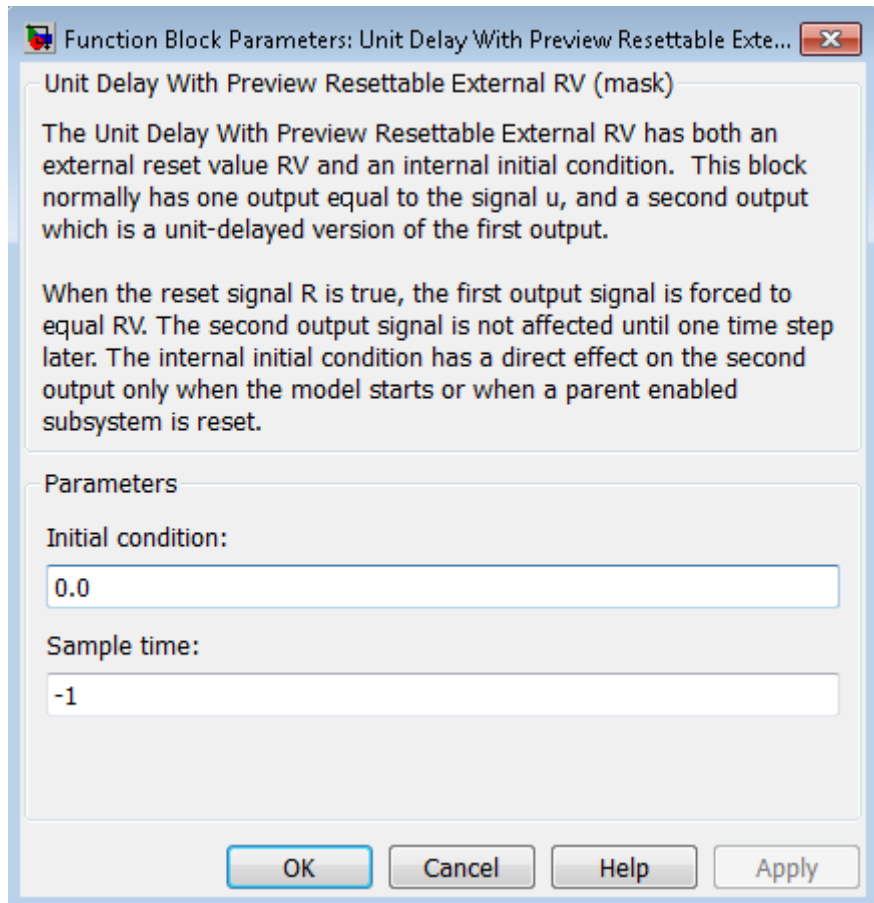 Function Block Parameters: Unit Delay With Preview Resettable Exte...
Unit Delay With Preview Resettable External RV (mask)
The Unit Delay With Preview Resettable External RV has both an
external reset value RV and an internal initial condition.  This block
normally has one output equal to the signal u, and a second output
which is a unit-delayed version of the first output.
When the reset signal R is true, the first output signal is forced to
equal RV. The second output signal is not affected until one time step
later. The internal initial condition has a direct effect on the second
output only when the model starts or when a parent enabled
subsystem is reset.
Parameters
Initial condition:
0.0
Sample time:
-1
OK Cancel Help Apply